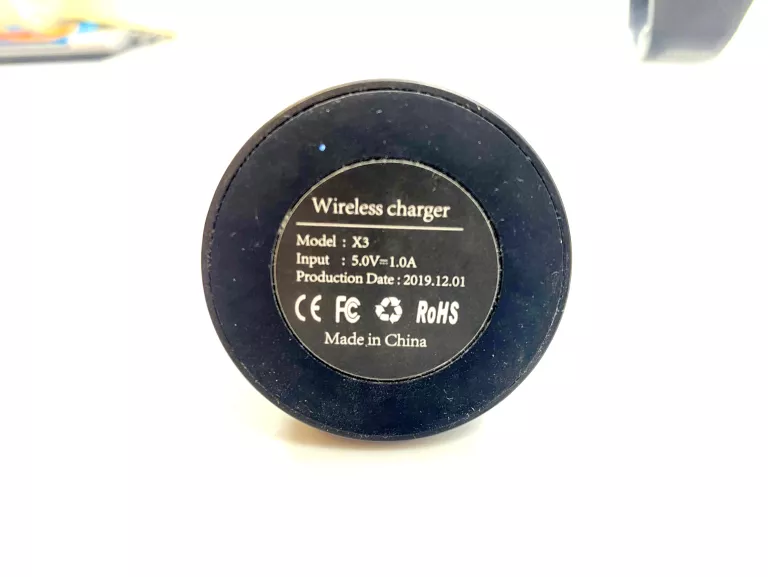 Wireless charger
Model : X3
Input : 5.0V⎓1.0A
Production Date : 2019.12.01
CE FC RoHS
Made in China